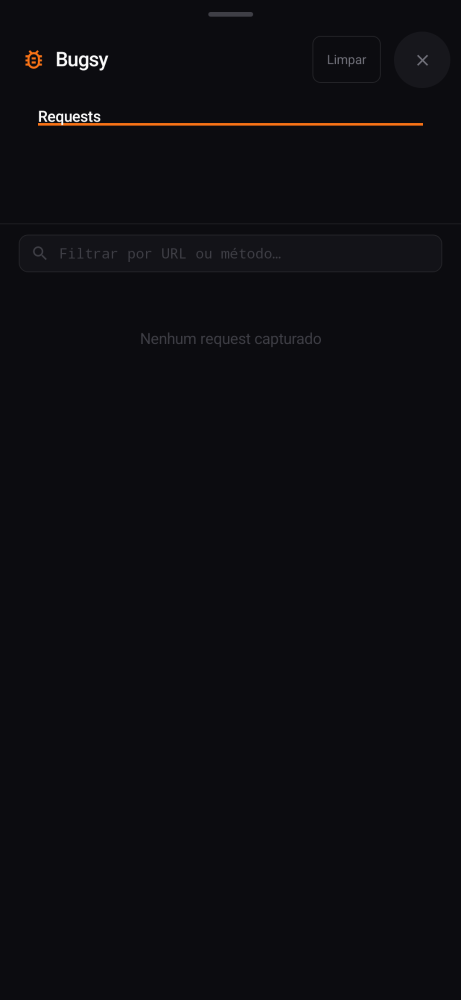 Bugsy
Limpar
Requests
Filtrar por URL ou método…
Nenhum request capturado